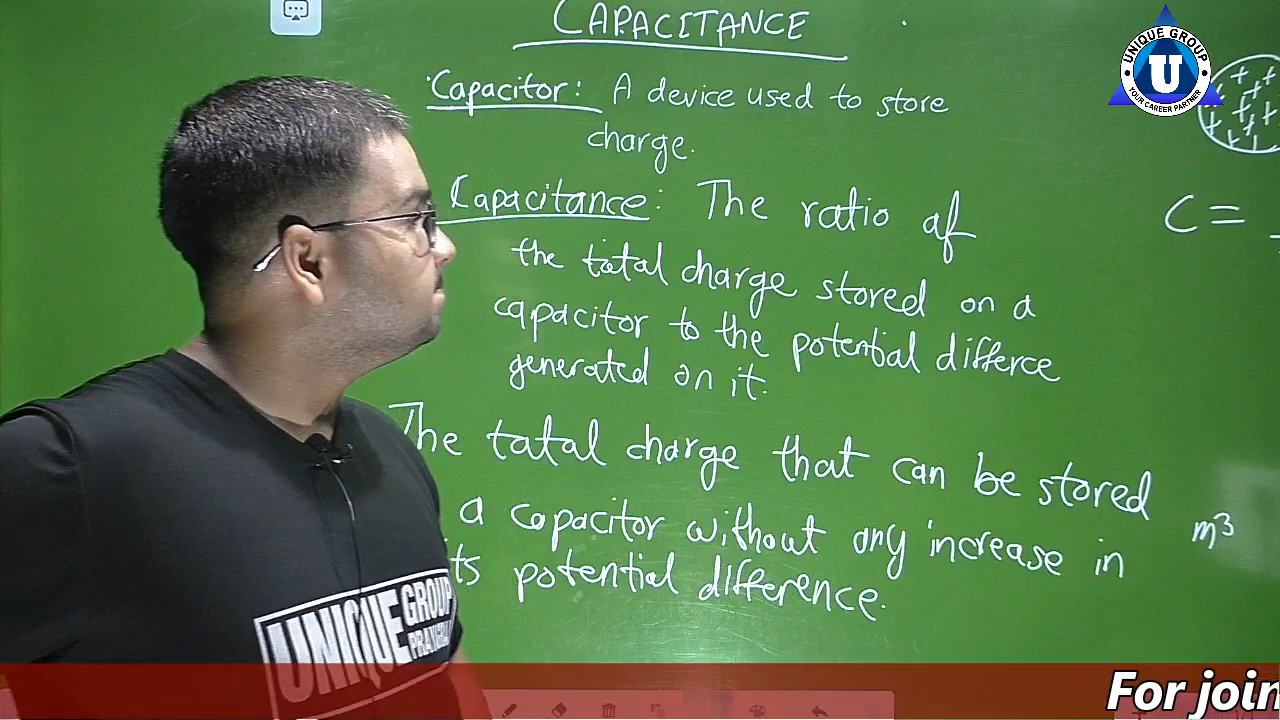 CAPACITANCE
Capacitor: A device used to store
charge.
Capacitance: The ratio of
the total charge stored on a
capacitor to the potential differce
generated on it.
C =
The tatal charge that can be stored
a capacitor without any increase in
its potential difference.
m³
UNIQUE GROUP
U
YOUR CAREER PARTNER
UNIQUE GROUP
For join